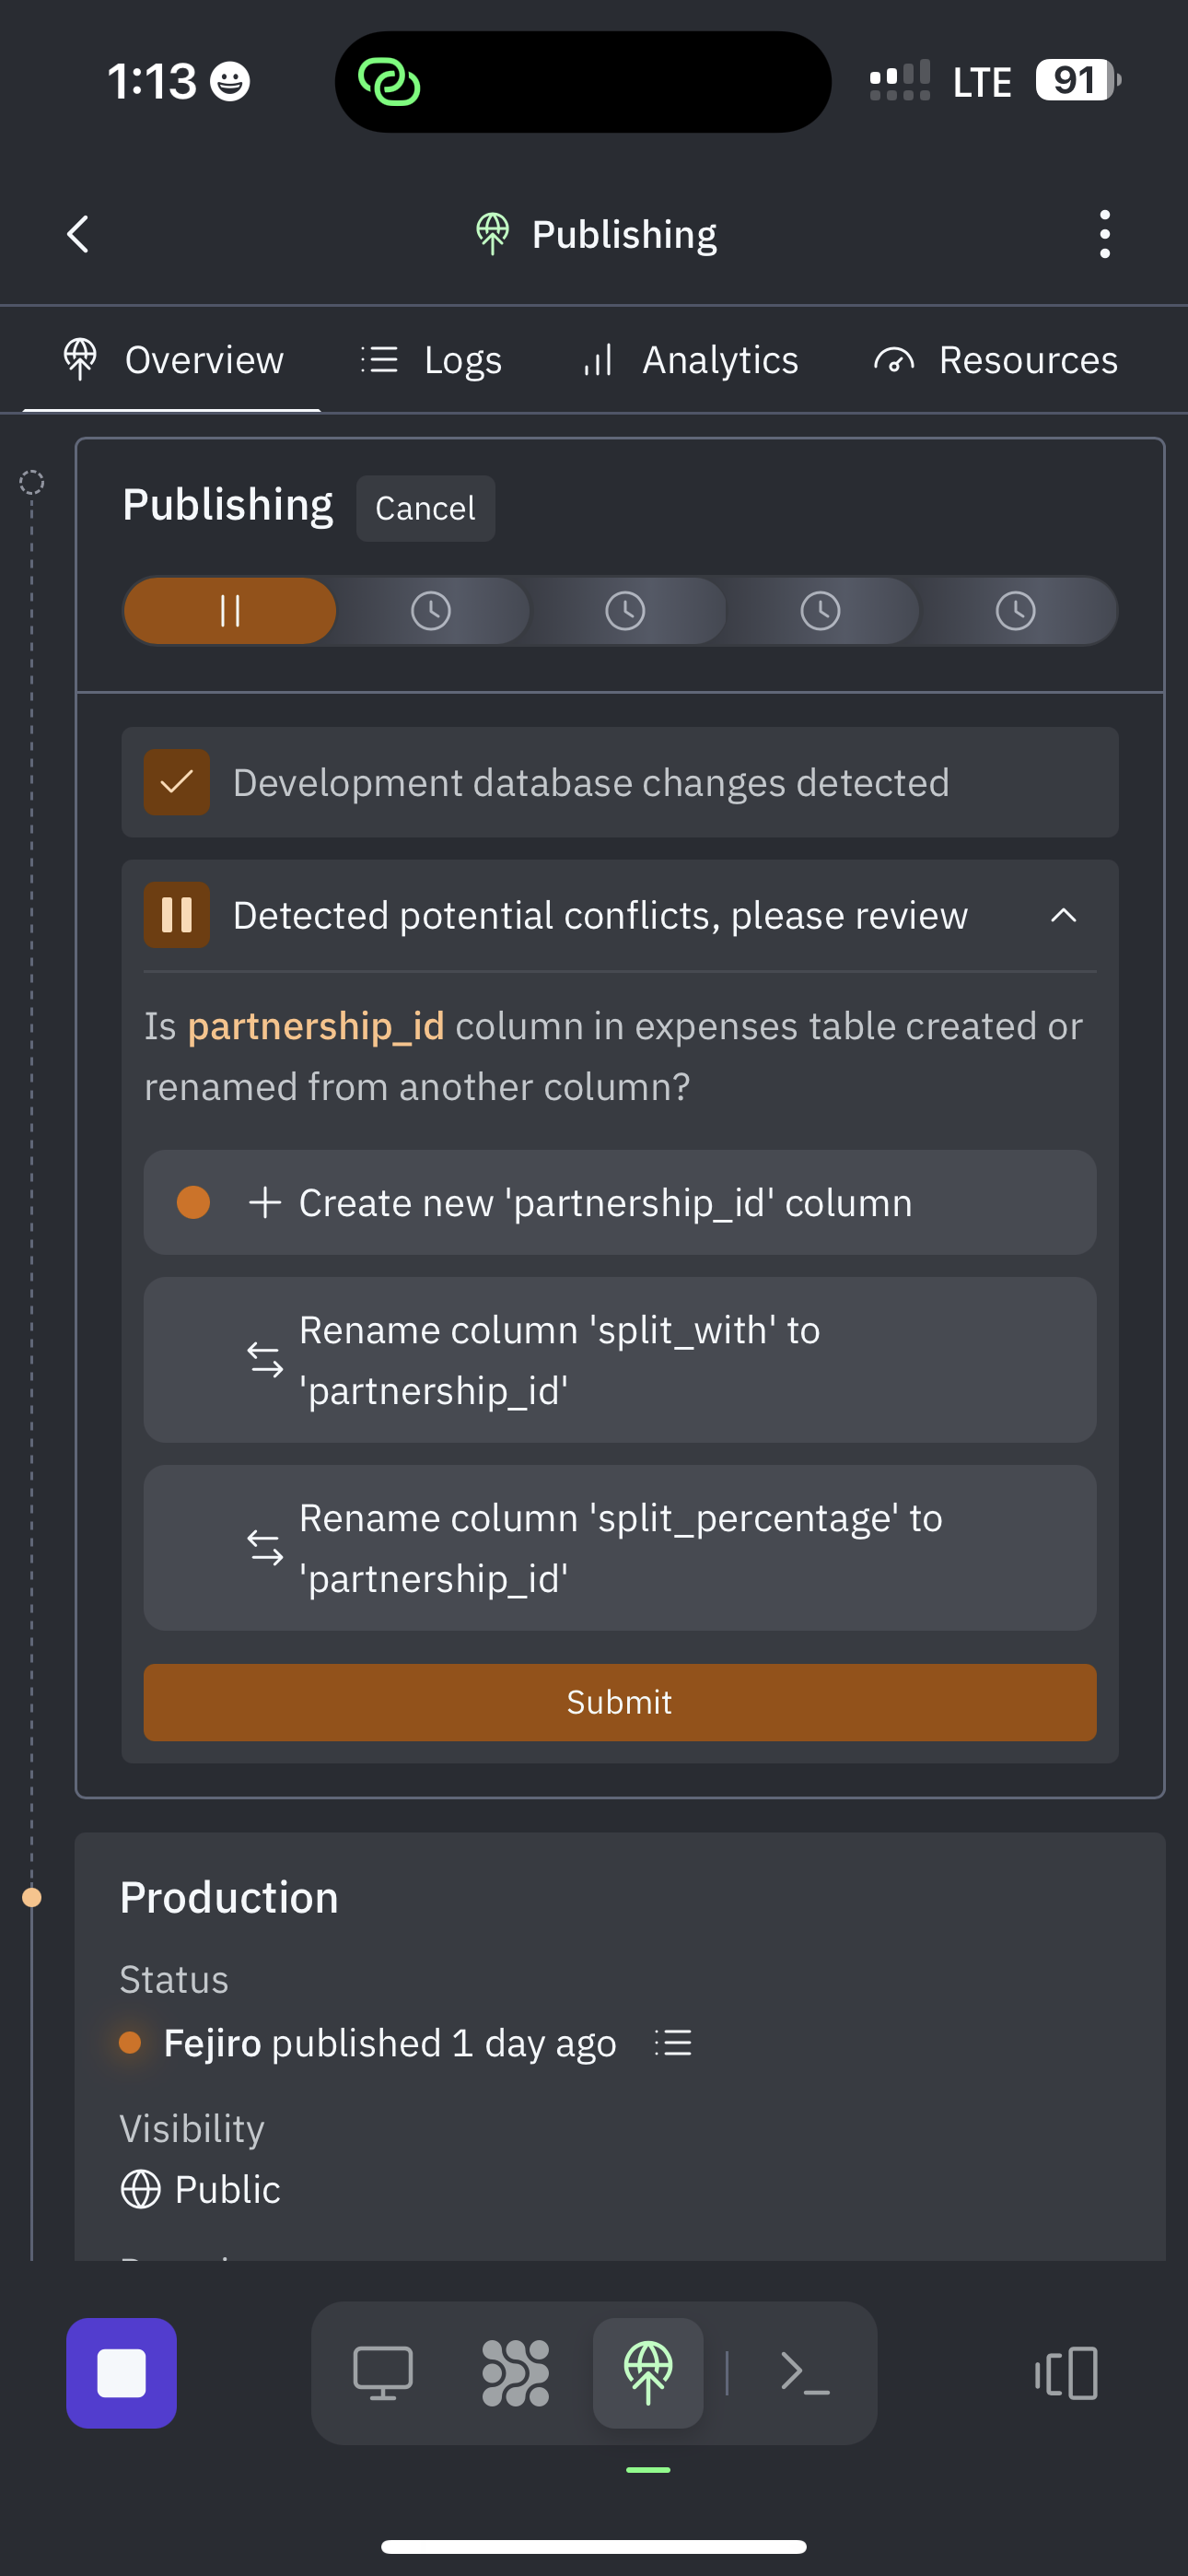 1:13
LTE
91
Publishing
Overview
Logs
Analytics
Resources
Publishing
Cancel
Development database changes detected
Detected potential conflicts, please review
Is partnership_id column in expenses table created or
renamed from another column?
Create new 'partnership_id' column
Rename column 'split_with' to
'partnership_id'
Rename column 'split_percentage' to
'partnership_id'
Submit
Production
Status
Fejiro published 1 day ago
Visibility
Public